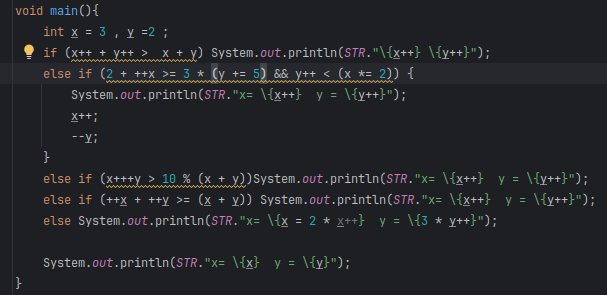 void main(){
int x = 3 , y =2 ;
if (x++ + y++ > x + y) System.out.println(STR."\{x++} \{y++}");
else if (2 + ++x >= 3 * (y += 5) && y++ < (x *= 2)) {
System.out.println(STR."x= \{x++}  y = \{y++}");
x++;
--y;
}
else if (x+++y > 10 % (x + y))System.out.println(STR."x= \{x++}  y = \{y++}");
else if (++x + ++y >= (x + y)) System.out.println(STR."x= \{x++}  y = \{y++}");
else System.out.println(STR."x= \{x = 2 * x++}  y = \{3 * y++}");
System.out.println(STR."x= \{x}  y = \{y}");
}